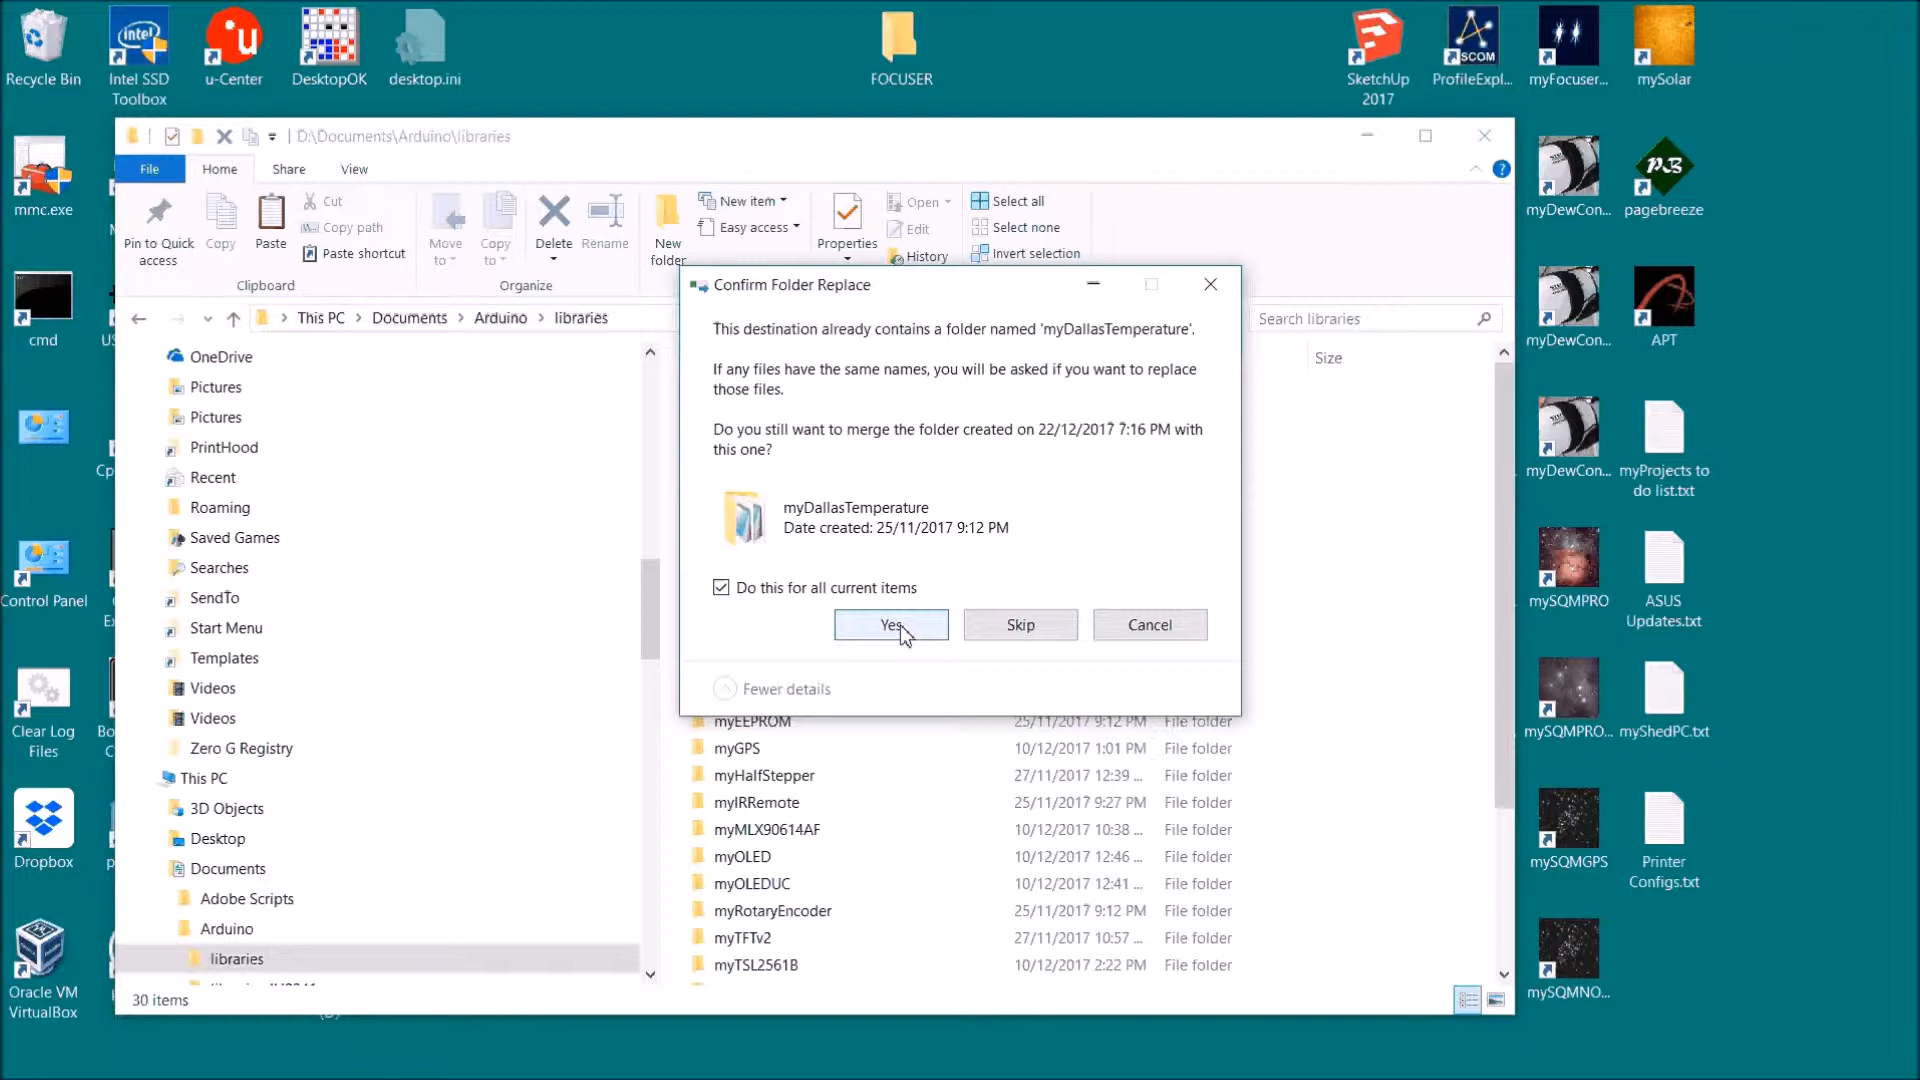 Recycle Bin
Intel SSD
Toolbox
u-Center
DesktopOK
desktop.ini
FOCUSER
SketchUp
2017
ProfileExpl...
myFocuser...
mySolar
D:\Documents\Arduino\libraries
File
Home
Share
View
Pin to Quick
access
Copy
Paste
Cut
Copy path
Paste shortcut
Clipboard
Move
to
Copy
to
Delete
Rename
Organize
New
folder
New item
Easy access
Properties
Open
Edit
History
Select all
Select none
Invert selection
This PC > Documents > Arduino > libraries
Search libraries
Size
OneDrive
Pictures
Pictures
PrintHood
Recent
Roaming
Saved Games
Searches
SendTo
Start Menu
Templates
Videos
Videos
Zero G Registry
This PC
3D Objects
Desktop
Documents
Adobe Scripts
Arduino
libraries
30 items
Confirm Folder Replace
This destination already contains a folder named 'myDallasTemperature'.
If any files have the same names, you will be asked if you want to replace
those files.
Do you still want to merge the folder created on 22/12/2017 7:16 PM with
this one?
myDallasTemperature
Date created: 25/11/2017 9:12 PM
Do this for all current items
Yes
Skip
Cancel
Fewer details
myEEPROM 25/11/2017 9:12 PM File folder
myGPS 10/12/2017 1:01 PM File folder
myHalfStepper 27/11/2017 12:39 ... File folder
myIRRemote 25/11/2017 9:27 PM File folder
myMLX90614AF 10/12/2017 10:38 ... File folder
myOLED 10/12/2017 12:46 ... File folder
myOLEDUC 10/12/2017 12:41 ... File folder
myRotaryEncoder 25/11/2017 9:12 PM File folder
myTFTv2 27/11/2017 10:57 ... File folder
myTSL2561B 10/12/2017 2:22 PM File folder
mmc.exe
cmd
Control Panel
Clear Log
Files
Dropbox
Oracle VM
VirtualBox
myDewCon...
pagebreeze
myDewCon...
APT
myDewCon...
myProjects to
do list.txt
mySQMPRO
ASUS
Updates.txt
mySQMPRO...
myShedPC.txt
mySQMGPS
Printer
Configs.txt
mySQMNO...